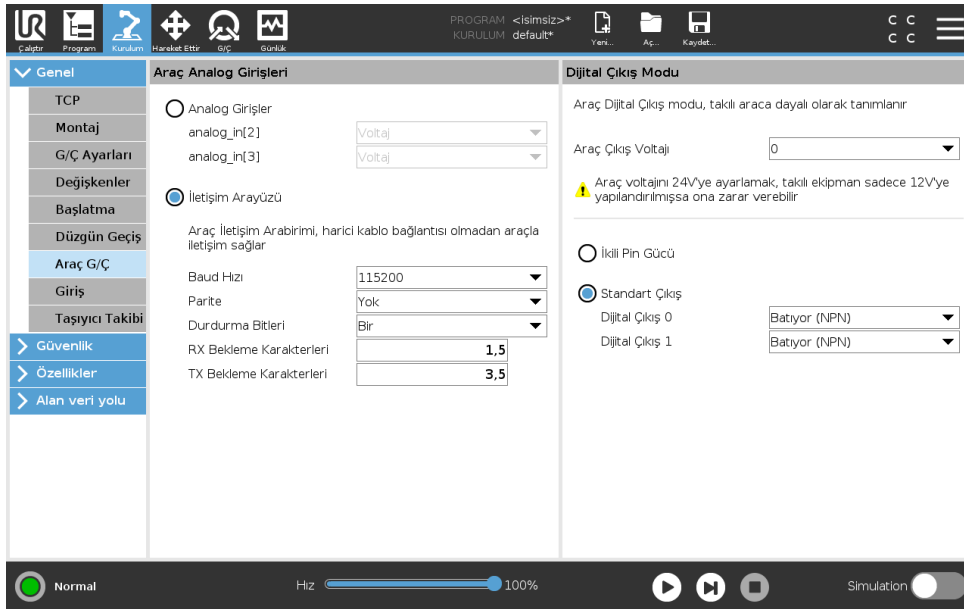 UR
Çalıştır
Program
Kurulum
Hareket Ettir
G/Ç
Günlük
PROGRAM <isimsiz>*
KURULUM default*
Yeni...
Aç...
Kaydet...
C C
C C
Genel
TCP
Montaj
G/Ç Ayarları
Değişkenler
Başlatma
Düzgün Geçiş
Araç G/Ç
Giriş
Taşıyıcı Takibi
Güvenlik
Özellikler
Alan veri yolu
Araç Analog Girişleri
Analog Girişler
analog_in[2] Voltaj
analog_in[3] Voltaj
İletişim Arayüzü
Araç İletişim Arabirimi, harici kablo bağlantısı olmadan araçla
iletişim sağlar
Baud Hızı 115200
Parite Yok
Durdurma Bitleri Bir
RX Bekleme Karakterleri 1,5
TX Bekleme Karakterleri 3,5
Dijital Çıkış Modu
Araç Dijital Çıkış modu, takılı araca dayalı olarak tanımlanır
Araç Çıkış Voltajı 0
Araç voltajını 24V'ye ayarlamak, takılı ekipman sadece 12V'ye
yapılandırılmışsa ona zarar verebilir
İkili Pin Gücü
Standart Çıkış
Dijital Çıkış 0 Batıyor (NPN)
Dijital Çıkış 1 Batıyor (NPN)
Normal
Hız 100%
Simulation